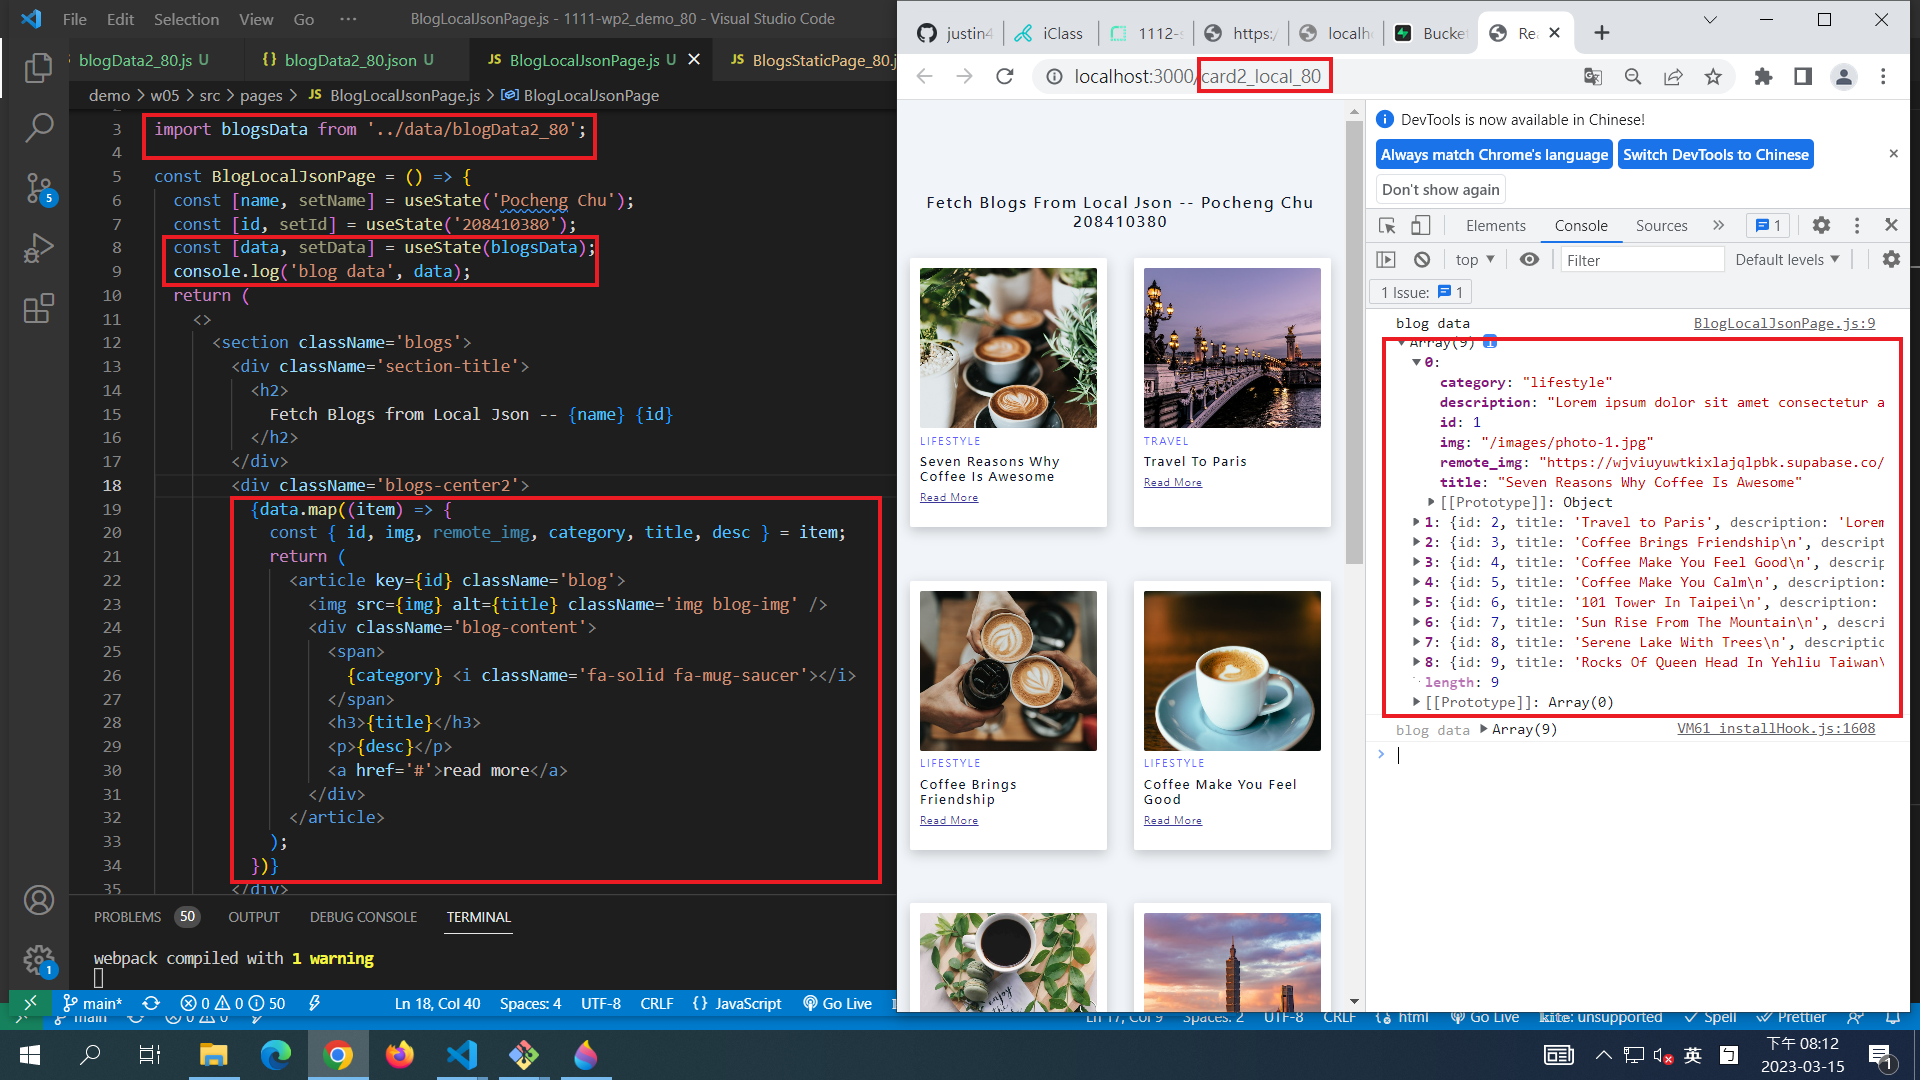 File Edit Selection View Go ··· BlogLocalJsonPage.js - 1111-wp2_demo_80 - Visual Studio Code
blogData2_80.js U {} blogData2_80.json U JS BlogLocalJsonPage.js U JS BlogsStaticPage_80.j
demo > w05 > src > pages > JS BlogLocalJsonPage.js > BlogLocalJsonPage
3 import blogsData from '../data/blogData2_80';
4
5 const BlogLocalJsonPage = () => {
6 const [name, setName] = useState('Pocheng Chu');
7 const [id, setId] = useState('208410380');
8 const [data, setData] = useState(blogsData);
9 console.log('blog data', data);
10 return (
11 <>
12 <section className='blogs'>
13 <div className='section-title'>
14 <h2>
15 Fetch Blogs from Local Json -- {name} {id}
16 </h2>
17 </div>
18 <div className='blogs-center2'>
19 {data.map((item) => {
20 const { id, img, remote_img, category, title, desc } = item;
21 return (
22 <article key={id} className='blog'>
23 <img src={img} alt={title} className='img blog-img' />
24 <div className='blog-content'>
25 <span>
26 {category} <i className='fa-solid fa-mug-saucer'></i>
27 </span>
28 <h3>{title}</h3>
29 <p>{desc}</p>
30 <a href='#'>read more</a>
31 </div>
32 </article>
33 );
34 })}
35 </div>
PROBLEMS 50 OUTPUT DEBUG CONSOLE TERMINAL
webpack compiled with 1 warning
5
1
main* 0 0 50 Ln 18, Col 40 Spaces: 4 UTF-8 CRLF {} JavaScript Go Live
main 0 0 Ln 17, Col 9 Spaces: 2 UTF-8 CRLF html Go Live kite: unsupported Spell Prettier
justin4 iClass 1112-s https:/ localh Bucke Re
localhost:3000/card2_local_80
Fetch Blogs From Local Json -- Pocheng Chu
208410380
LIFESTYLE
Seven Reasons Why
Coffee Is Awesome
Read More
TRAVEL
Travel To Paris
Read More
LIFESTYLE
Coffee Brings
Friendship
Read More
LIFESTYLE
Coffee Make You Feel
Good
Read More
DevTools is now available in Chinese!
Always match Chrome's language Switch DevTools to Chinese
Don't show again
Elements Console Sources » 1
top Filter Default levels
1 Issue: 1
blog data BlogLocalJsonPage.js:9
Array(9) i
0:
category: "lifestyle"
description: "Lorem ipsum dolor sit amet consectetur a
id: 1
img: "/images/photo-1.jpg"
remote_img: "https://wjviuyuwtkixlajqlpbk.supabase.co/
title: "Seven Reasons Why Coffee Is Awesome"
[[Prototype]]: Object
1: {id: 2, title: 'Travel to Paris', description: 'Lorem
2: {id: 3, title: 'Coffee Brings Friendship\n', descript
3: {id: 4, title: 'Coffee Make You Feel Good\n', descrip
4: {id: 5, title: 'Coffee Make You Calm\n', description:
5: {id: 6, title: '101 Tower In Taipei\n', description:
6: {id: 7, title: 'Sun Rise From The Mountain\n', descri
7: {id: 8, title: 'Serene Lake With Trees\n', descriptio
8: {id: 9, title: 'Rocks Of Queen Head In Yehliu Taiwan\
length: 9
[[Prototype]]: Array(0)
blog data Array(9) VM61 installHook.js:1608
英 下午 08:12
2023-03-15 1